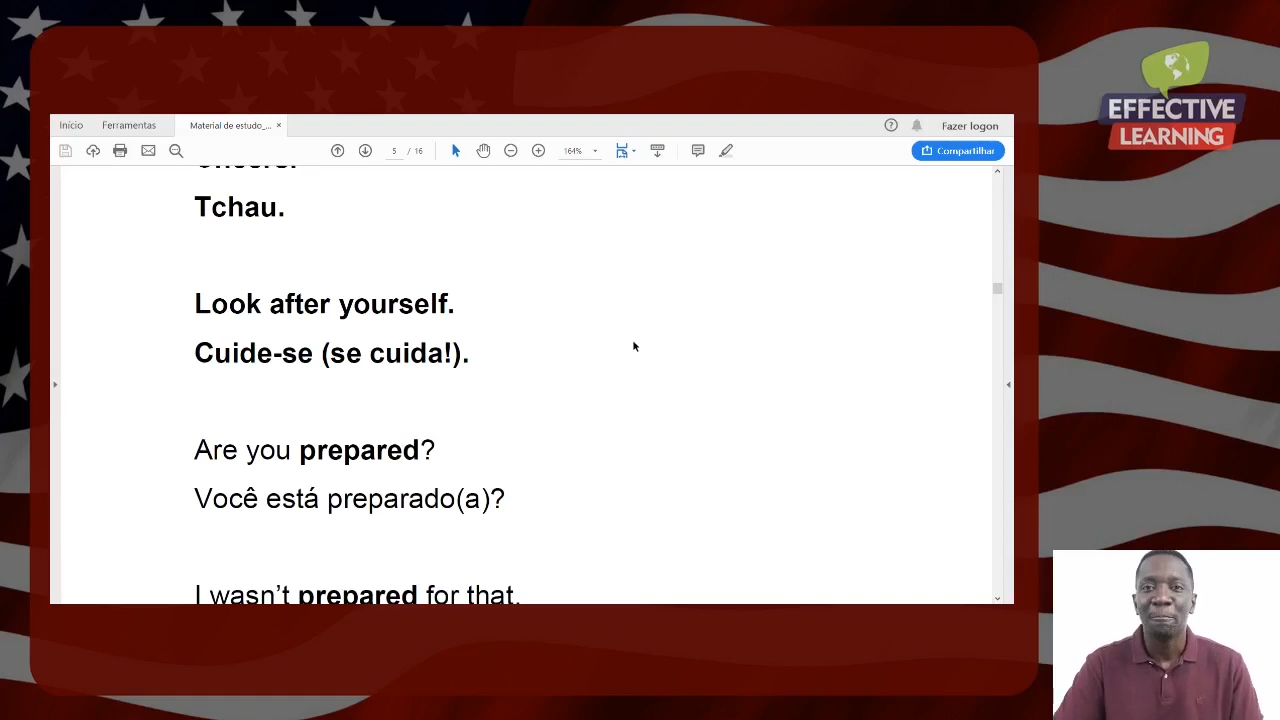 EFFECTIVE
LEARNING
Início Ferramentas Material de estudo_... ×
Fazer logon
5 / 16
164%
Compartilhar
Tchau.
Look after yourself.
Cuide-se (se cuida!).
Are you prepared?
Você está preparado(a)?
I wasn't prepared for that.